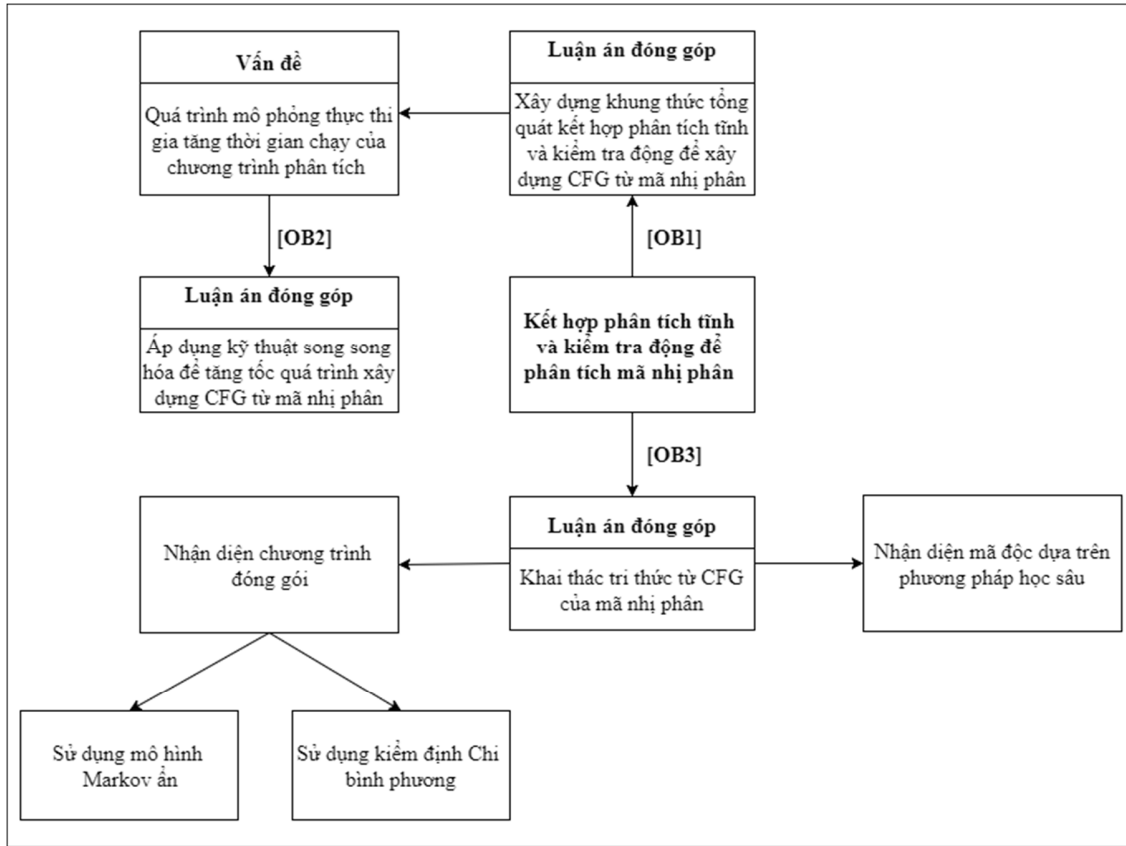 Vấn đề
Quá trình mô phỏng thực thi
gia tăng thời gian chạy của
chương trình phân tích
Luận án đóng góp
Xây dựng khung thức tổng
quát kết hợp phân tích tĩnh
và kiểm tra động để xây
dựng CFG từ mã nhị phân
[OB2]
[OB1]
Luận án đóng góp
Áp dụng kỹ thuật song song
hóa để tăng tốc quá trình xây
dựng CFG từ mã nhị phân
Kết hợp phân tích tĩnh
và kiểm tra động để
phân tích mã nhị phân
[OB3]
Nhận diện chương trình
đóng gói
Luận án đóng góp
Khai thác tri thức từ CFG
của mã nhị phân
Nhận diện mã độc dựa trên
phương pháp học sâu
Sử dụng mô hình
Markov ẩn
Sử dụng kiểm định Chi
bình phương